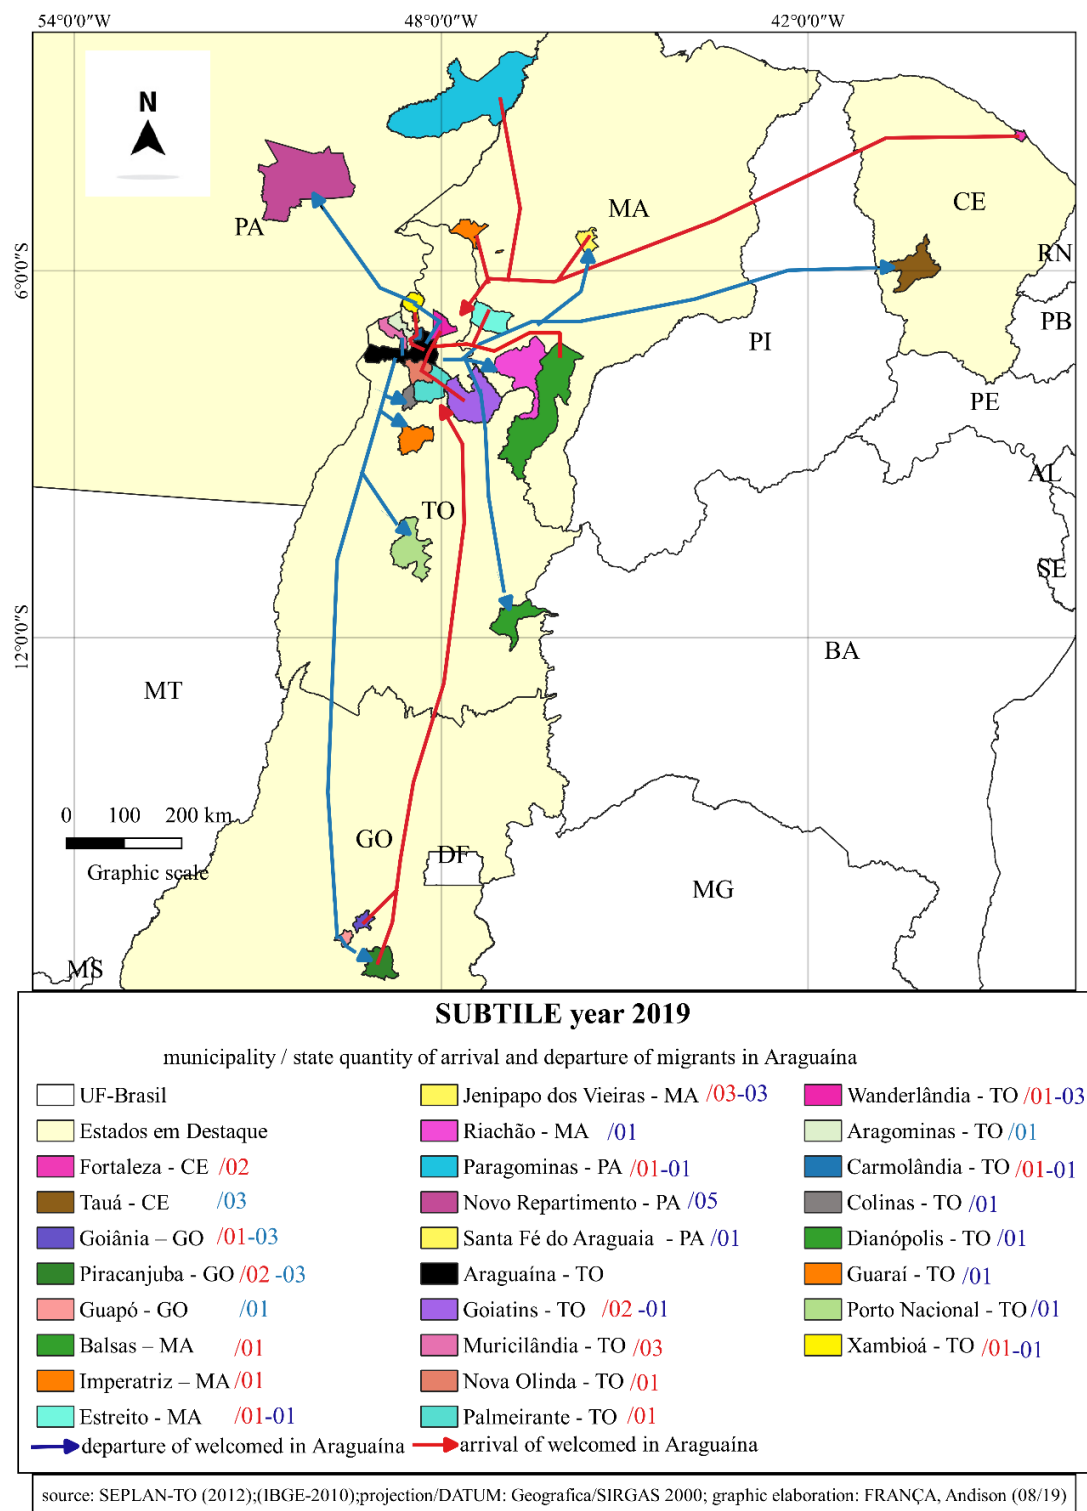 54°0'0"W 48°0'0"W 42°0'0"W
N
MA
CE
PA
6°0'0"S
RN
PB
PI
PE
AL
TO
SE
12°0'0"S
BA
MT
0 100 200 km
GO
DF
Graphic scale
MG
MS
SUBTILE year 2019
municipality / state quantity of arrival and departure of migrants in Araguaína
UF-Brasil
Estados em Destaque
Fortaleza - CE /02
Tauá - CE /03
Goiânia – GO /01-03
Piracanjuba - GO /02 -03
Guapó - GO /01
Balsas – MA /01
Imperatriz – MA /01
Estreito - MA /01-01
Jenipapo dos Vieiras - MA /03-03
Riachão - MA /01
Paragominas - PA /01-01
Novo Repartimento - PA /05
Santa Fé do Araguaia - PA /01
Araguaína - TO
Goiatins - TO /02 -01
Muricilândia - TO /03
Nova Olinda - TO /01
Palmeirante - TO /01
Wanderlândia - TO /01-03
Aragominas - TO /01
Carmolândia - TO /01-01
Colinas - TO /01
Dianópolis - TO /01
Guaraí - TO /01
Porto Nacional - TO /01
Xambioá - TO /01-01
departure of welcomed in Araguaína
arrival of welcomed in Araguaína
source: SEPLAN-TO (2012);(IBGE-2010);projection/DATUM: Geografica/SIRGAS 2000; graphic elaboration: FRANÇA, Andison (08/19)